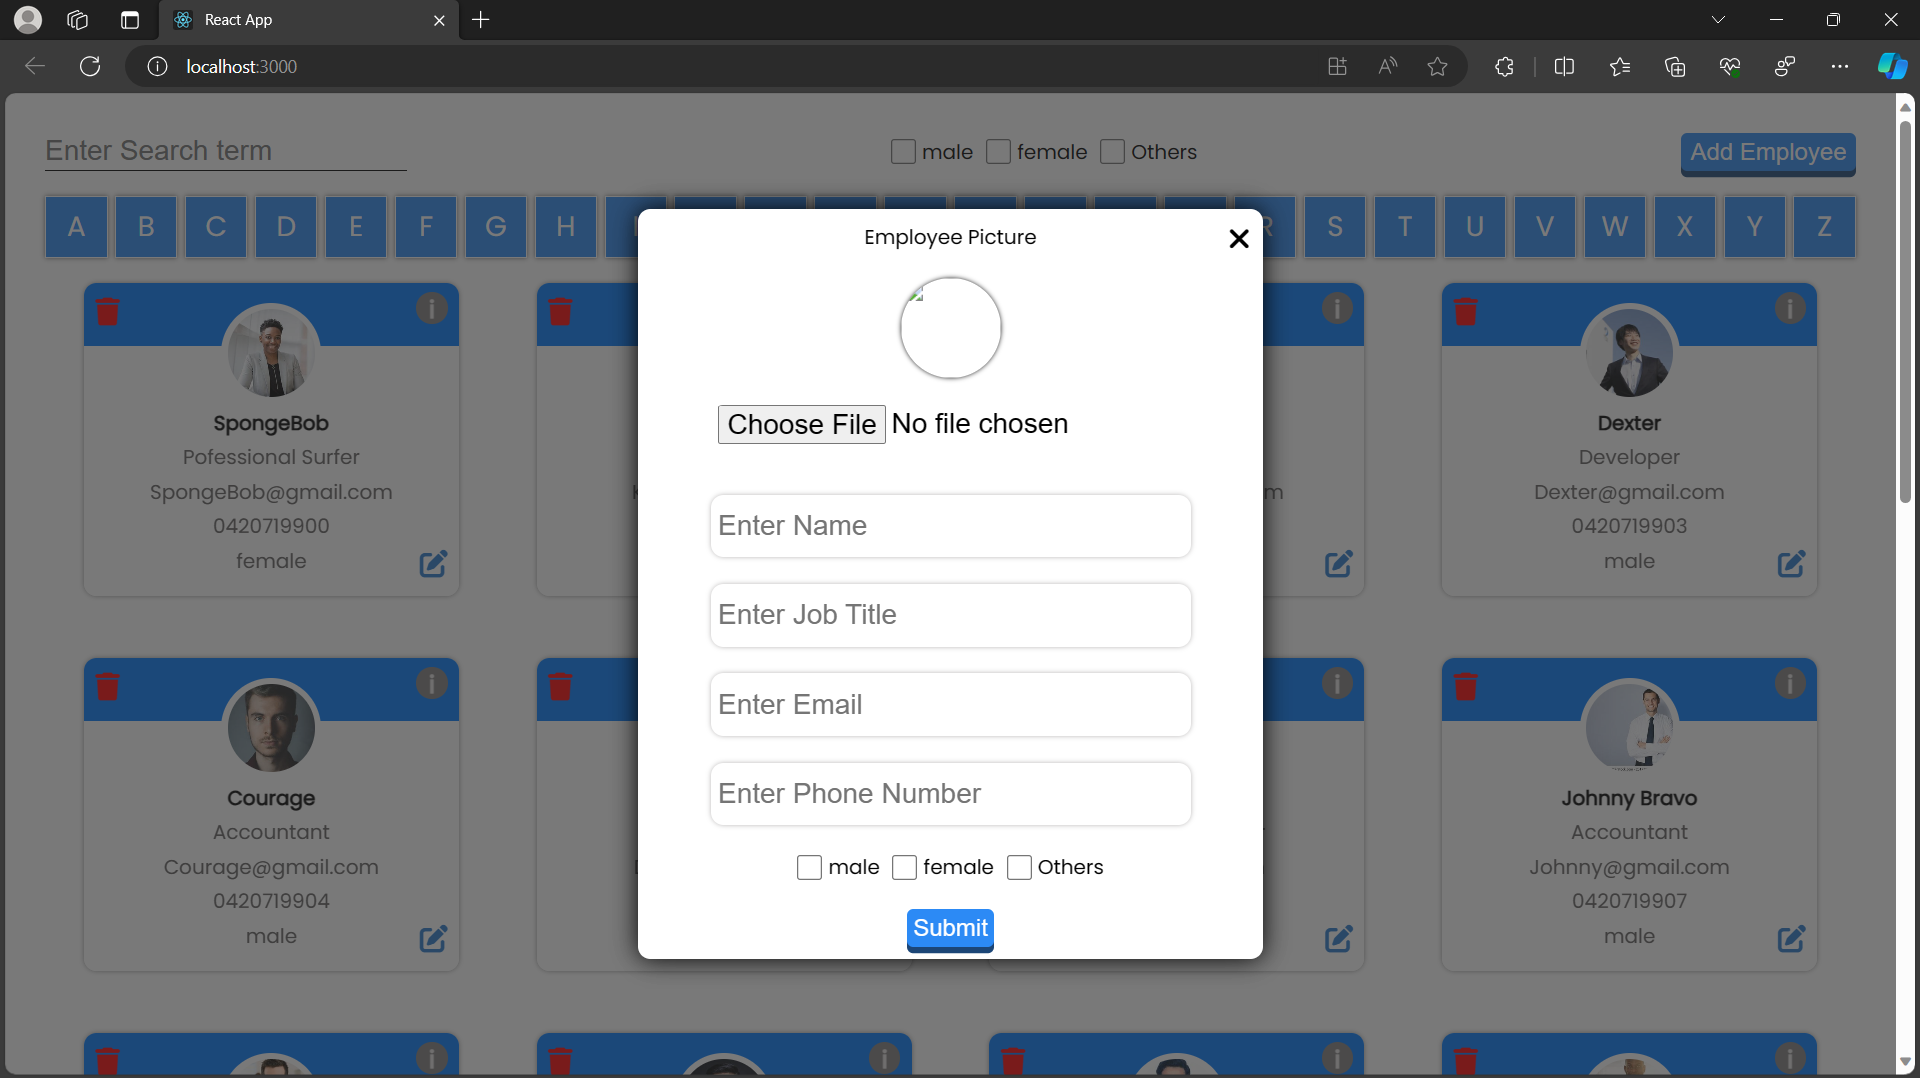 React App
localhost:3000
Enter Search term
male female Others
Add Employee
A B C D E F G H R S T U V W X Y Z
Employee Picture
Choose File No file chosen
Enter Name
Enter Job Title
Enter Email
Enter Phone Number
male female Others
Submit
SpongeBob
Pofessional Surfer
SpongeBob@gmail.com
0420719900
female
Dexter
Developer
Dexter@gmail.com
0420719903
male
Courage
Accountant
Courage@gmail.com
0420719904
male
Johnny Bravo
Accountant
Johnny@gmail.com
0420719907
male